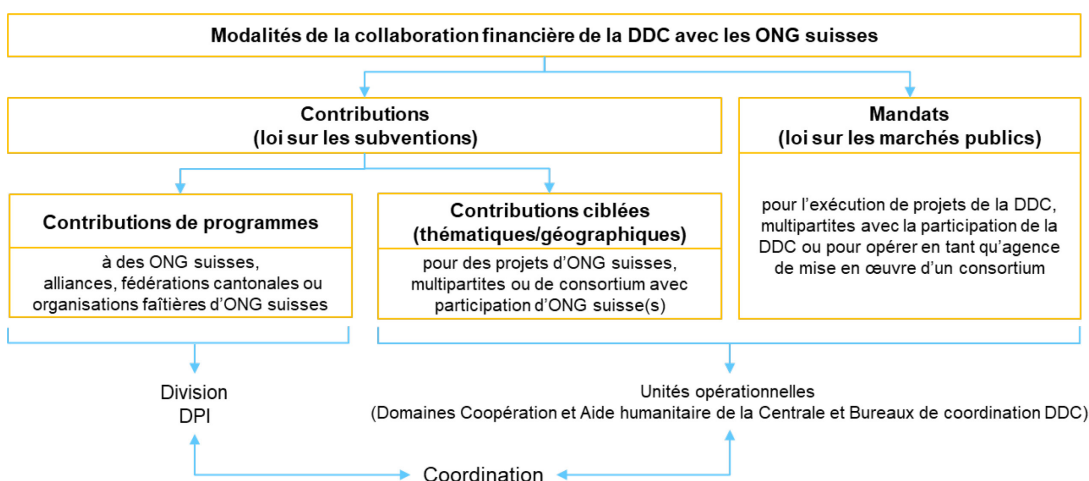 Modalités de la collaboration financière de la DDC avec les ONG suisses
Contributions
(loi sur les subventions)
Mandats
(loi sur les marchés publics)
Contributions de programmes
à des ONG suisses,
alliances, fédérations cantonales ou
organisations faîtières d'ONG suisses
Contributions ciblées
(thématiques/géographiques)
pour des projets d'ONG suisses,
multipartites ou de consortium avec
participation d'ONG suisse(s)
pour l'exécution de projets de la DDC,
multipartites avec la participation de la
DDC ou pour opérer en tant qu'agence
de mise en œuvre d'un consortium
Division
DPI
Unités opérationnelles
(Domaines Coopération et Aide humanitaire de la Centrale et Bureaux de coordination DDC)
Coordination